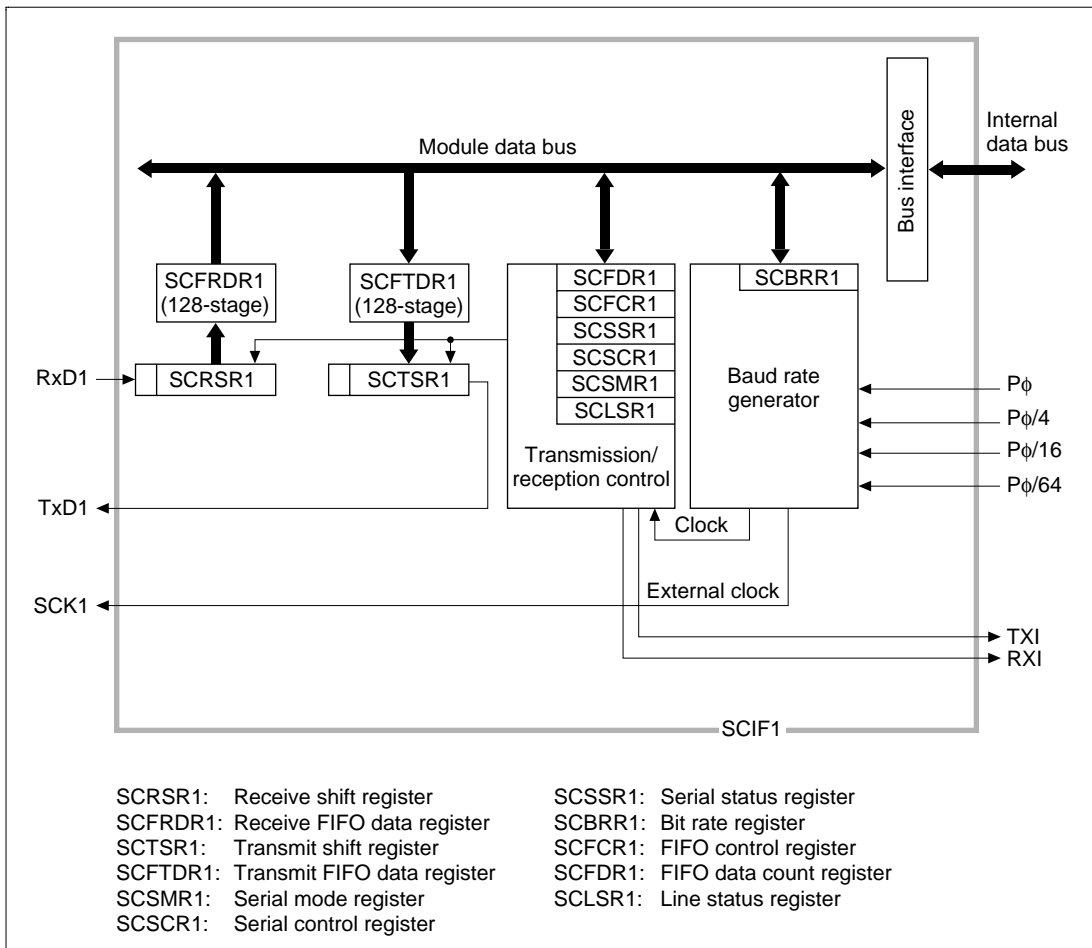 Module data bus
Bus interface
Internal
data bus
SCFRDR1
(128-stage)
SCFTDR1
(128-stage)
SCFDR1
SCFCR1
SCSSR1
SCSCR1
SCSMR1
SCLSR1
Transmission/
reception control
SCBRR1
Baud rate
generator
RxD1
SCRSR1
SCTSR1
Pϕ
Pϕ/4
Pϕ/16
Pϕ/64
TxD1
Clock
External clock
SCK1
TXI
RXI
SCIF1
SCRSR1: Receive shift register
SCFRDR1: Receive FIFO data register
SCTSR1: Transmit shift register
SCFTDR1: Transmit FIFO data register
SCSMR1: Serial mode register
SCSCR1: Serial control register
SCSSR1: Serial status register
SCBRR1: Bit rate register
SCFCR1: FIFO control register
SCFDR1: FIFO data count register
SCLSR1: Line status register